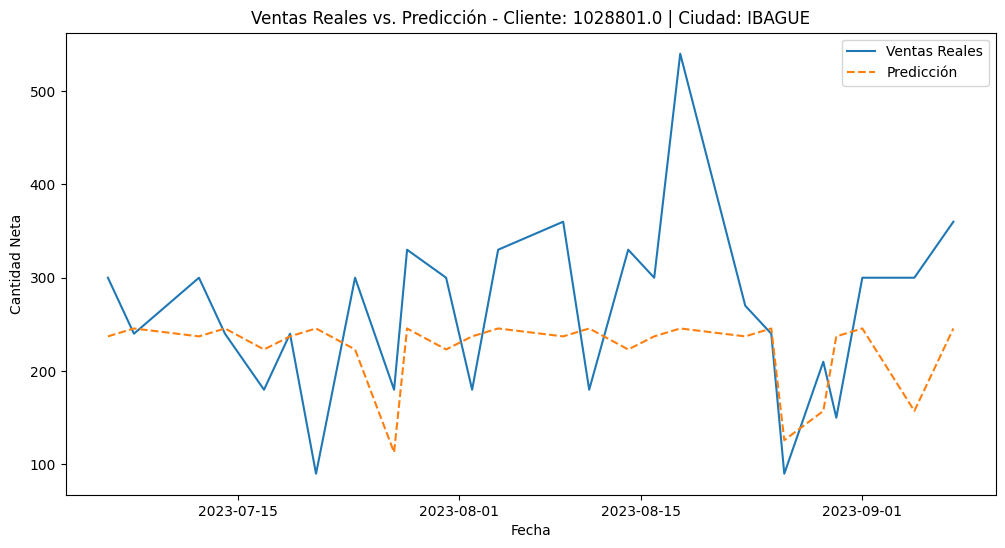 Ventas Reales vs. Predicción - Cliente: 1028801.0 | Ciudad: IBAGUE
Ventas Reales
Predicción
Cantidad Neta
500
400
300
200
100
2023-07-15
2023-08-01
2023-08-15
2023-09-01
Fecha